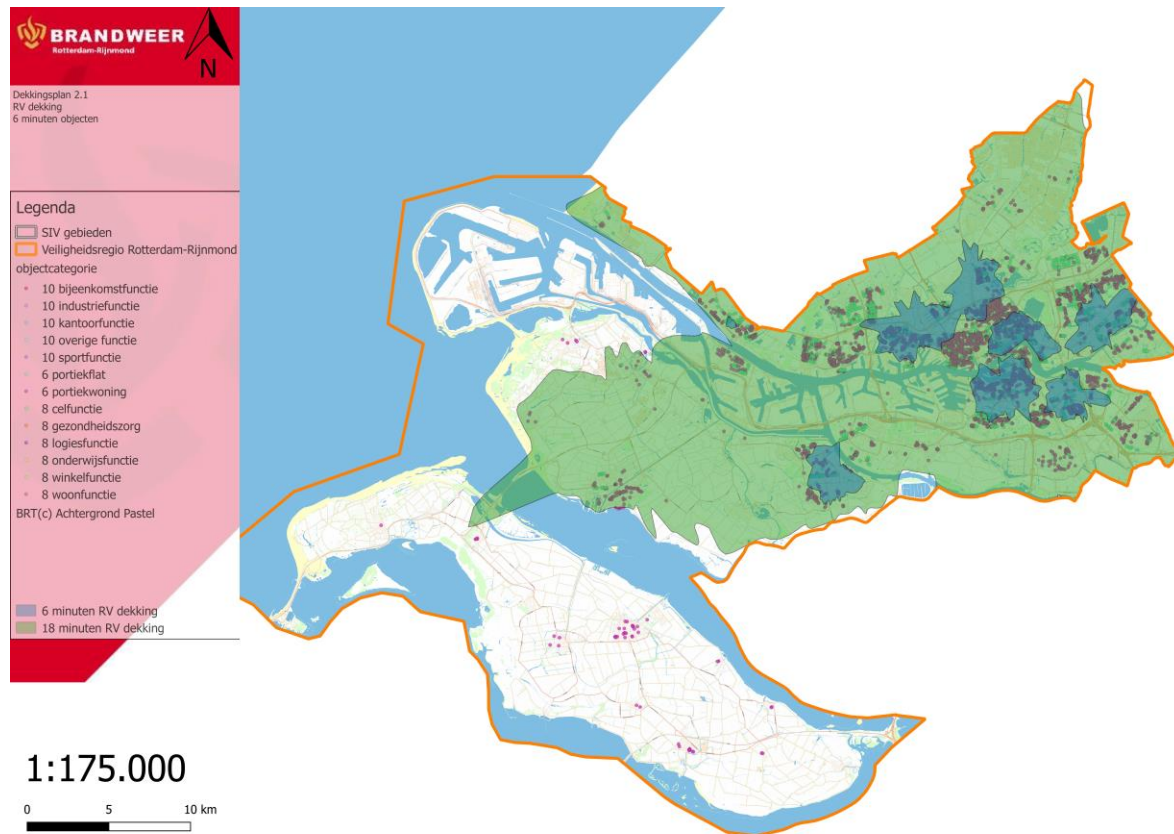 BRANDWEER
Rotterdam-Rijnmond
N
Dekkingsplan 2.1
RV dekking
6 minuten objecten
Legenda
SIV gebieden
Veiligheidsregio Rotterdam-Rijnmond
objectcategorie
10 bijeenkomstfunctie
10 industriefunctie
10 kantoorfunctie
10 overige functie
10 sportfunctie
6 portiekflat
6 portiekwoning
8 celfunctie
8 gezondheidszorg
8 logiesfunctie
8 onderwijsfunctie
8 winkelfunctie
8 woonfunctie
BRT(c) Achtergrond Pastel
6 minuten RV dekking
18 minuten RV dekking
1:175.000
0 5 10 km